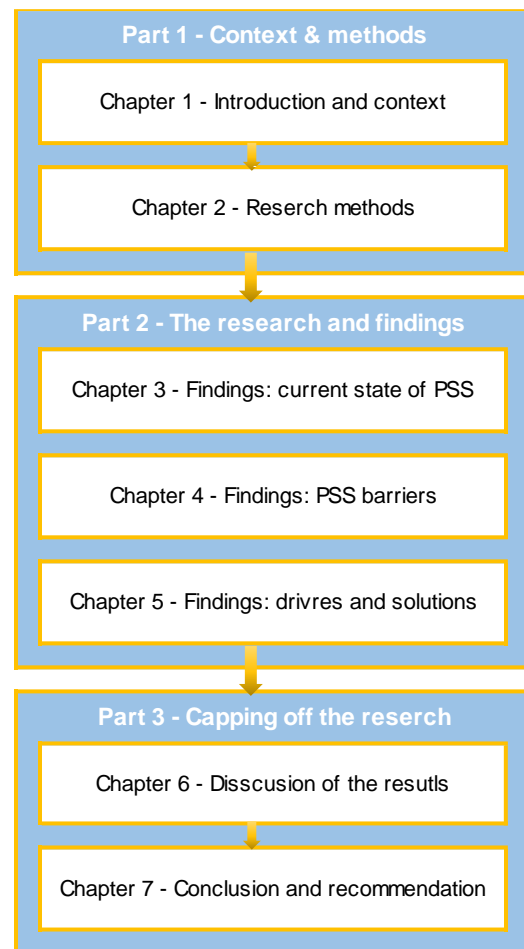 Part 1 - Context & methods
Chapter 1 - Introduction and context
Chapter 2 - Reserch methods
Part 2 - The research and findings
Chapter 3 - Findings: current state of PSS
Chapter 4 - Findings: PSS barriers
Chapter 5 - Findings: drivres and solutions
Part 3 - Capping off the reserch
Chapter 6 - Disscusion of the resutls
Chapter 7 - Conclusion and recommendation